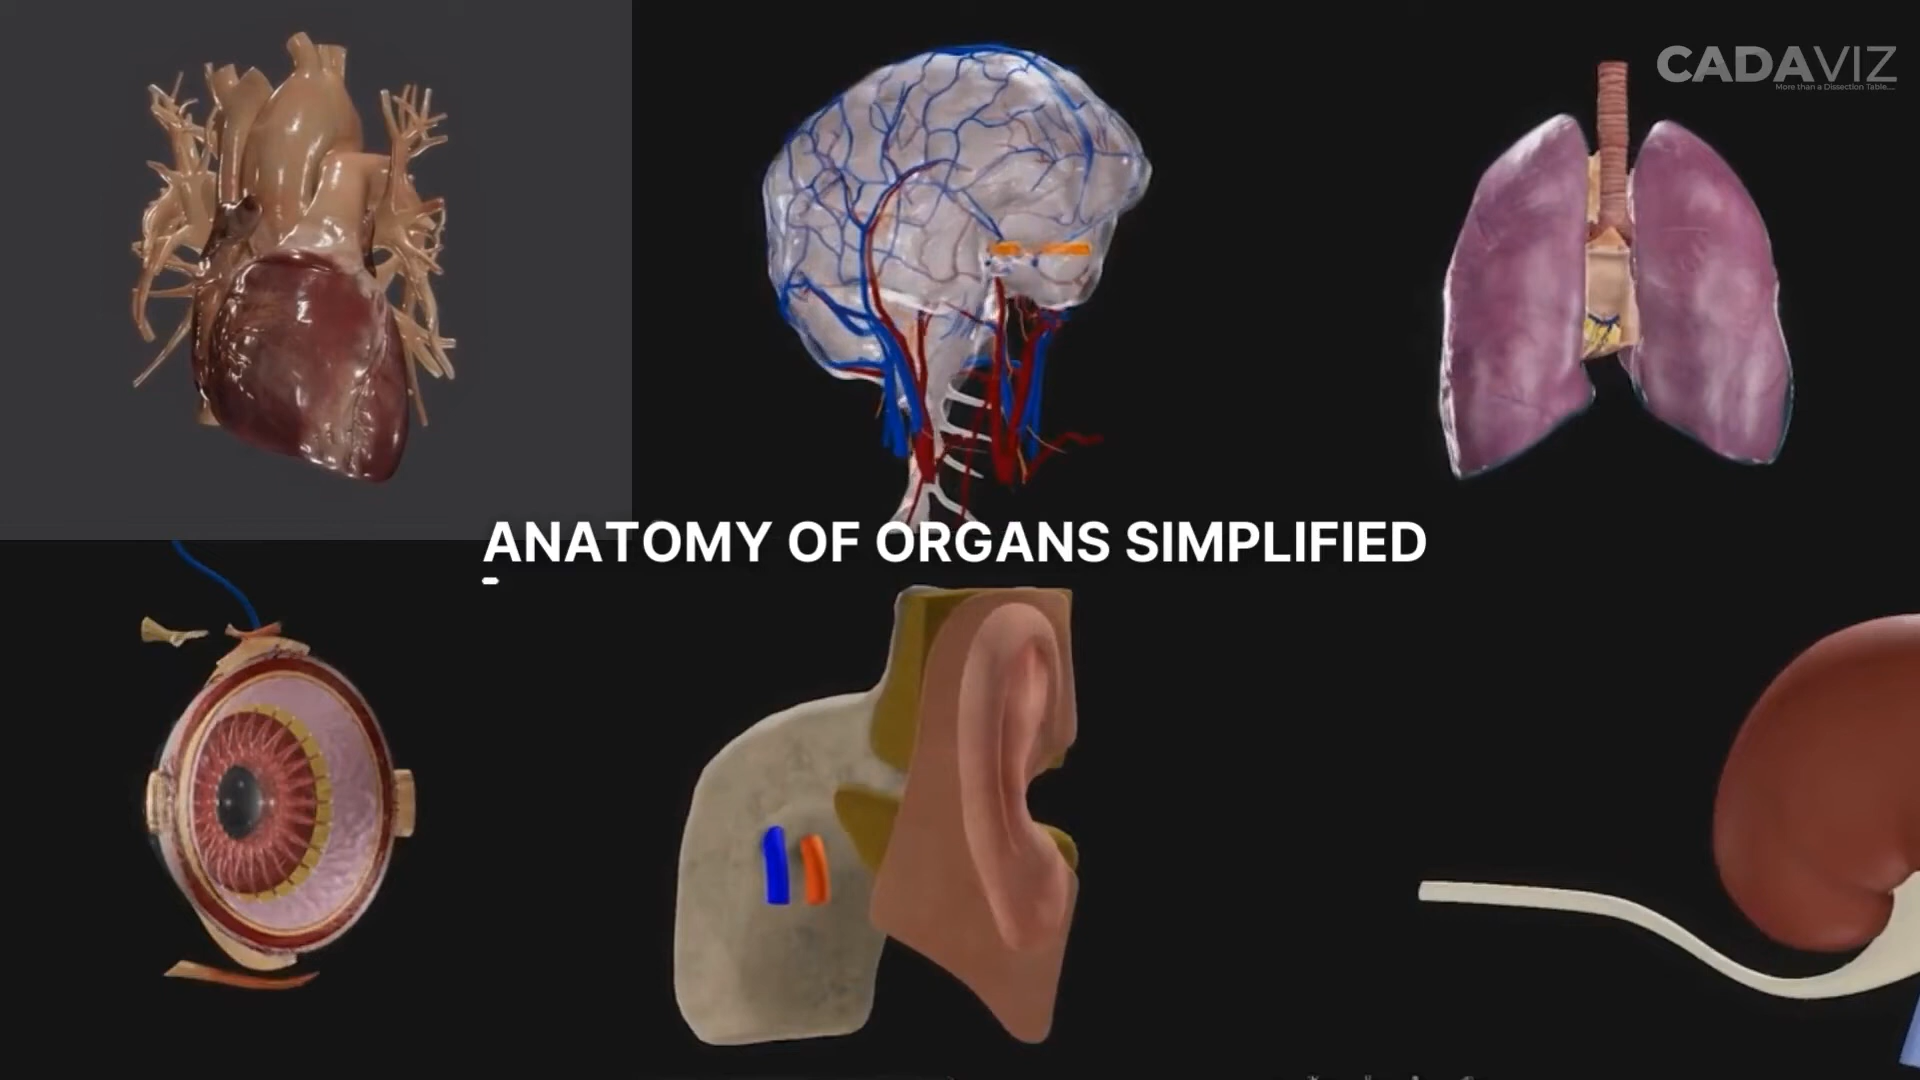 CADAVIZ
More than a Dissection Table....
ANATOMY OF ORGANS SIMPLIFIED